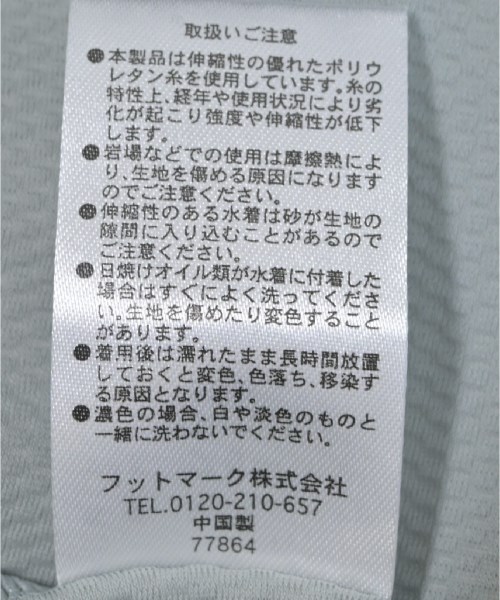 取扱いご注意
●本製品は伸縮性の優れたポリウ
レタン糸を使用しています。糸の
特性上、経年や使用状況により劣
化が起こり強度や伸縮性が低下
します。
●岩場などでの使用は摩擦熱によ
り、生地を傷める原因になります
のでご注意ください。
●伸縮性のある水着は砂が生地の
隙間に入り込むことがあるので
ご注意ください。
●日焼けオイル類が水着に付着した
場合はすぐによく洗ってくださ
い。生地を傷めたり変色すること
があります。
●着用後は濡れたまま長時間放置
しておくと変色、色落ち、移染す
る原因となります。
●濃色の場合、白や淡色のものと
一緒に洗わないでください。
フットマーク株式会社
TEL.0120-210-657
中国製
77864